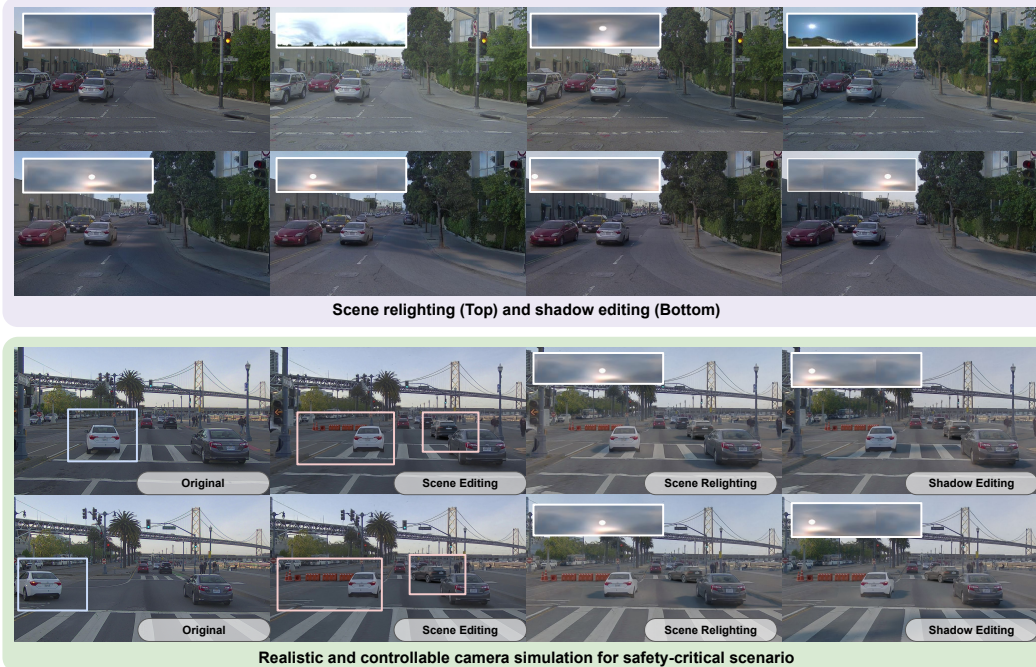 Scene relighting (Top) and shadow editing (Bottom)
Original
Scene Editing
Scene Relighting
Shadow Editing
Original
Scene Editing
Scene Relighting
Shadow Editing
Realistic and controllable camera simulation for safety-critical scenario